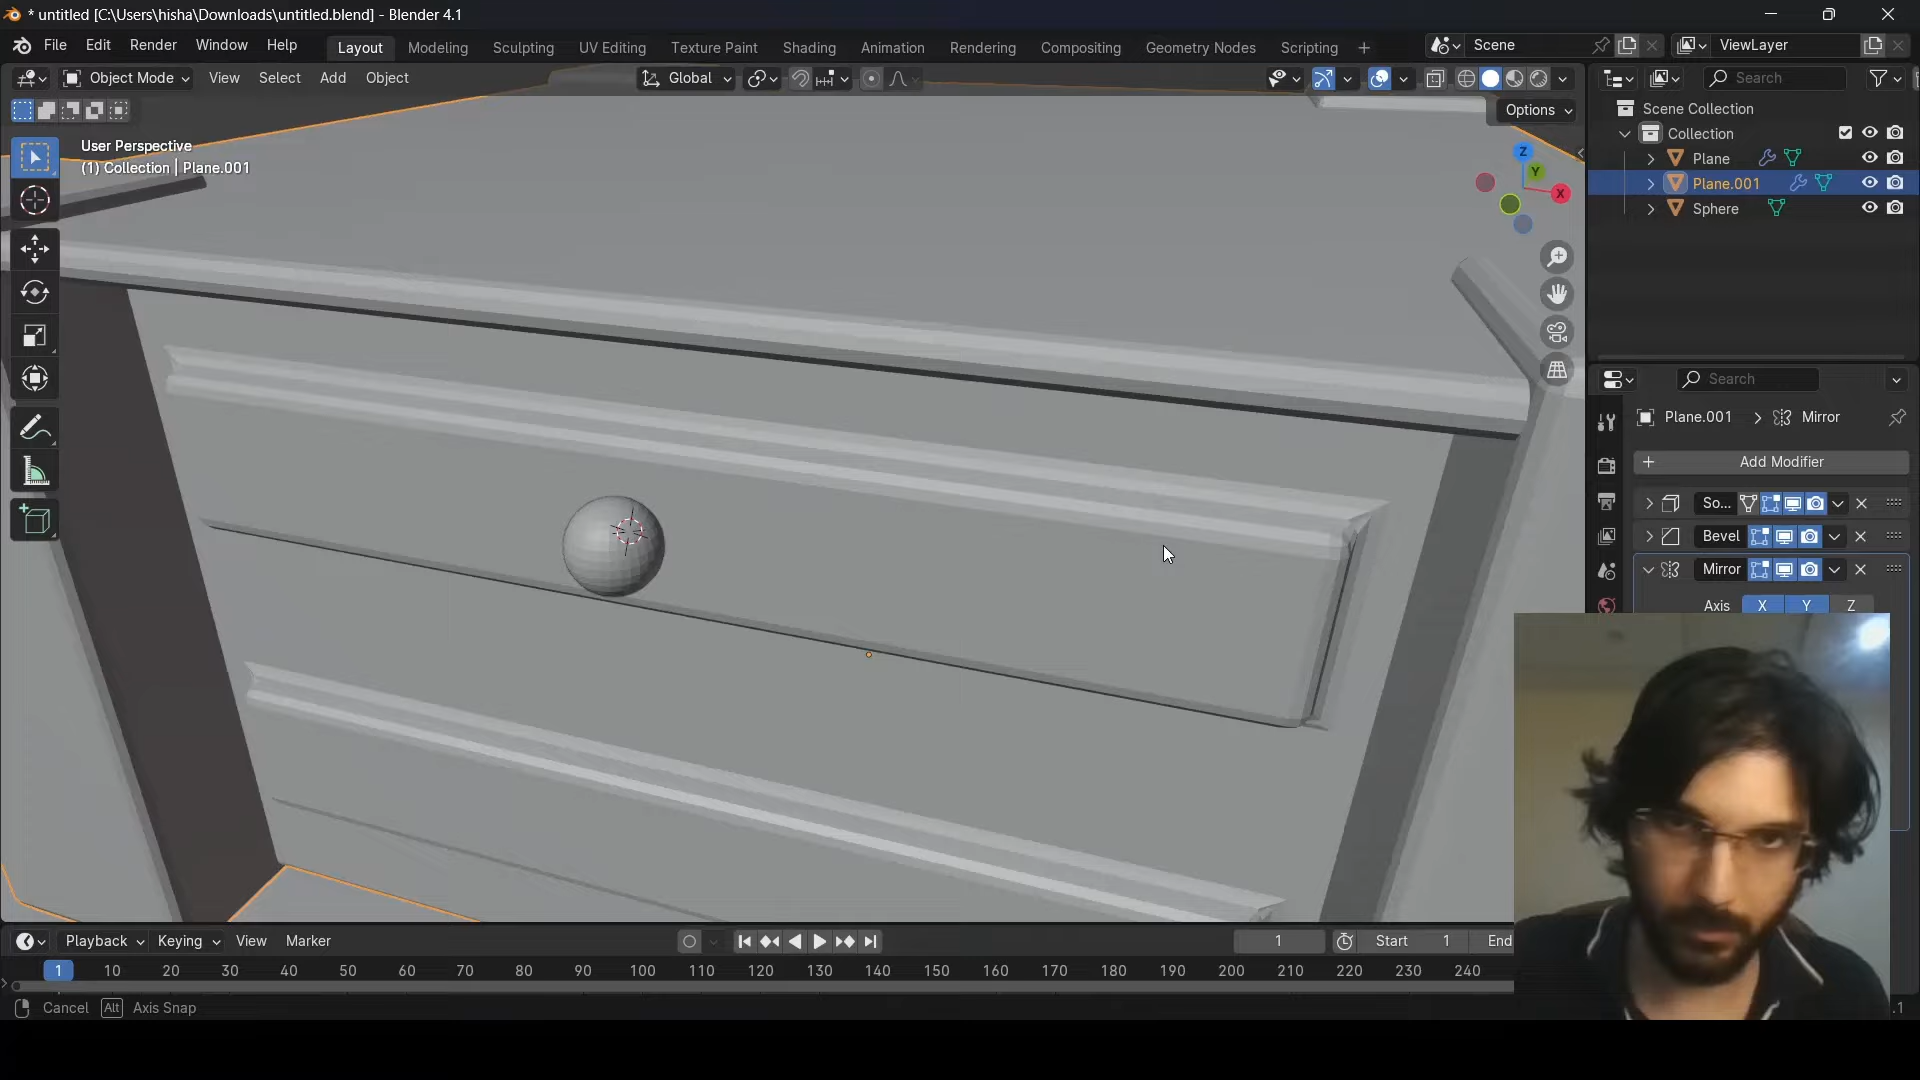 * untitled [C:\Users\hisha\Downloads\untitled.blend] - Blender 4.1
File Edit Render Window Help Layout Modeling Sculpting UV Editing Texture Paint Shading Animation Rendering Compositing Geometry Nodes Scripting + Scene ViewLayer
Object Mode View Select Add Object Global Search
Options
User Perspective
(1) Collection | Plane.001
Z
Y
X
Scene Collection
Collection
Plane
Plane.001
Sphere
Search
Plane.001 > Mirror
+ Add Modifier
So...
Bevel
Mirror
Axis X Y Z
Playback Keying View Marker 1 Start 1 End
1 10 20 30 40 50 60 70 80 90 100 110 120 130 140 150 160 170 180 190 200 210 220 230 240
Cancel Alt Axis Snap .1